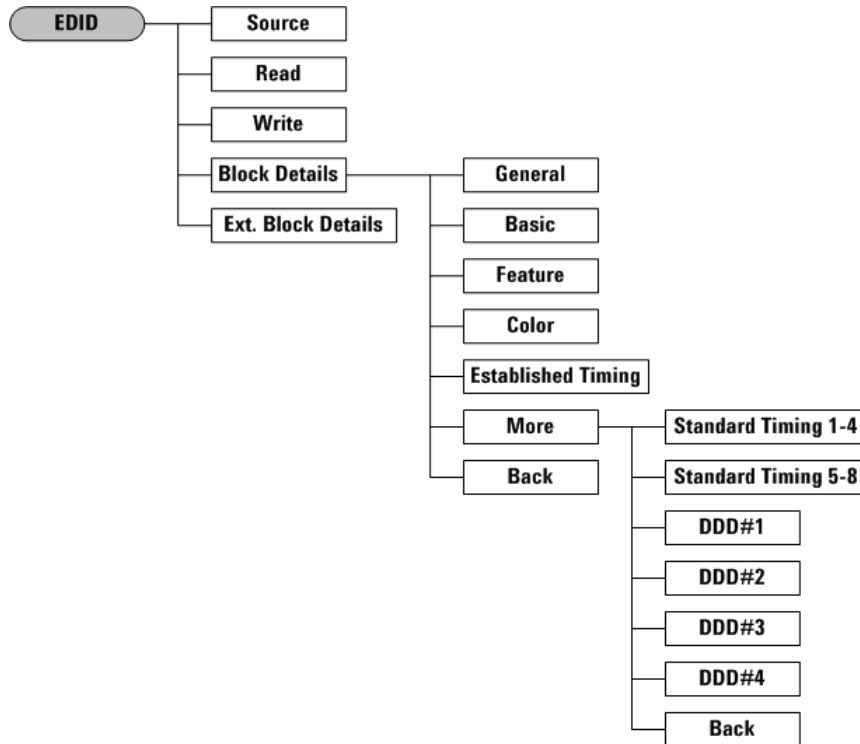 EDID
Source
Read
Write
Block Details
Ext. Block Details
General
Basic
Feature
Color
Established Timing
More
Back
Standard Timing 1-4
Standard Timing 5-8
DDD#1
DDD#2
DDD#3
DDD#4
Back